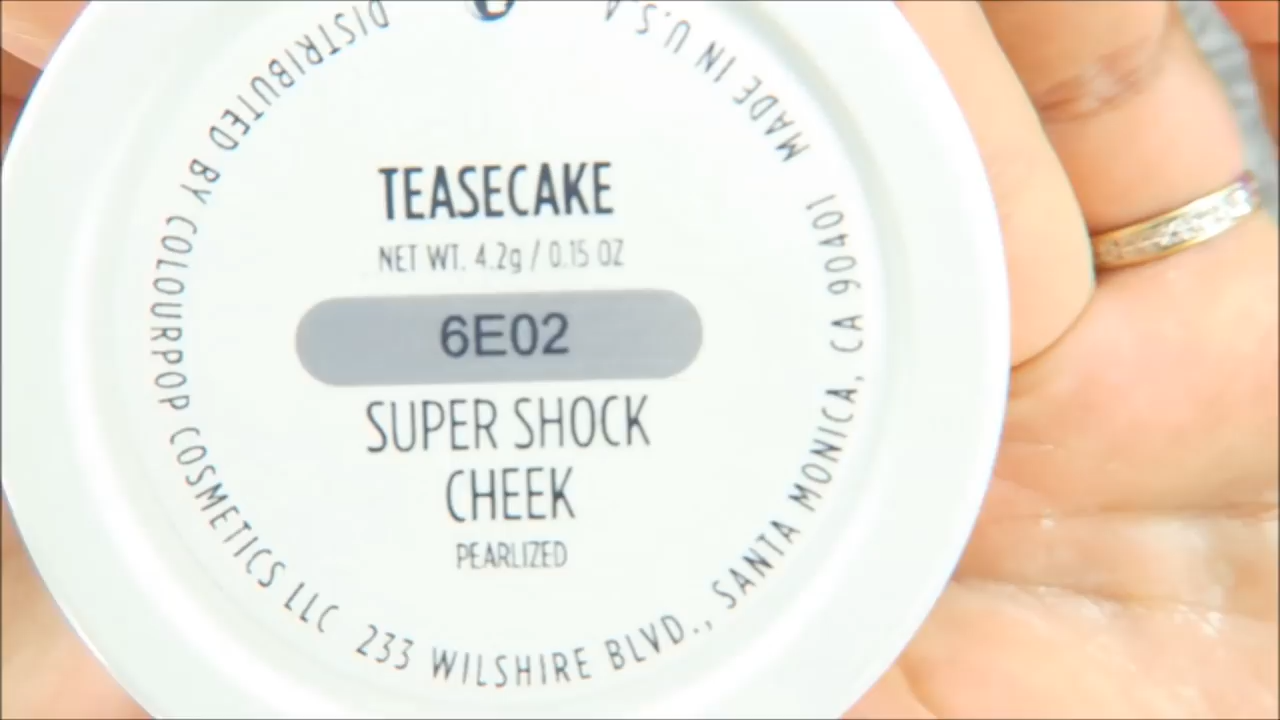 TEASECAKE
NET WT. 4.2g / 0.15 OZ
6E02
SUPER SHOCK
CHEEK
PEARLIZED
DISTRIBUTED BY COLOURPOP COSMETICS LLC 233 WILSHIRE BLVD., SANTA MONICA, CA 90401 MADE IN U.S.A